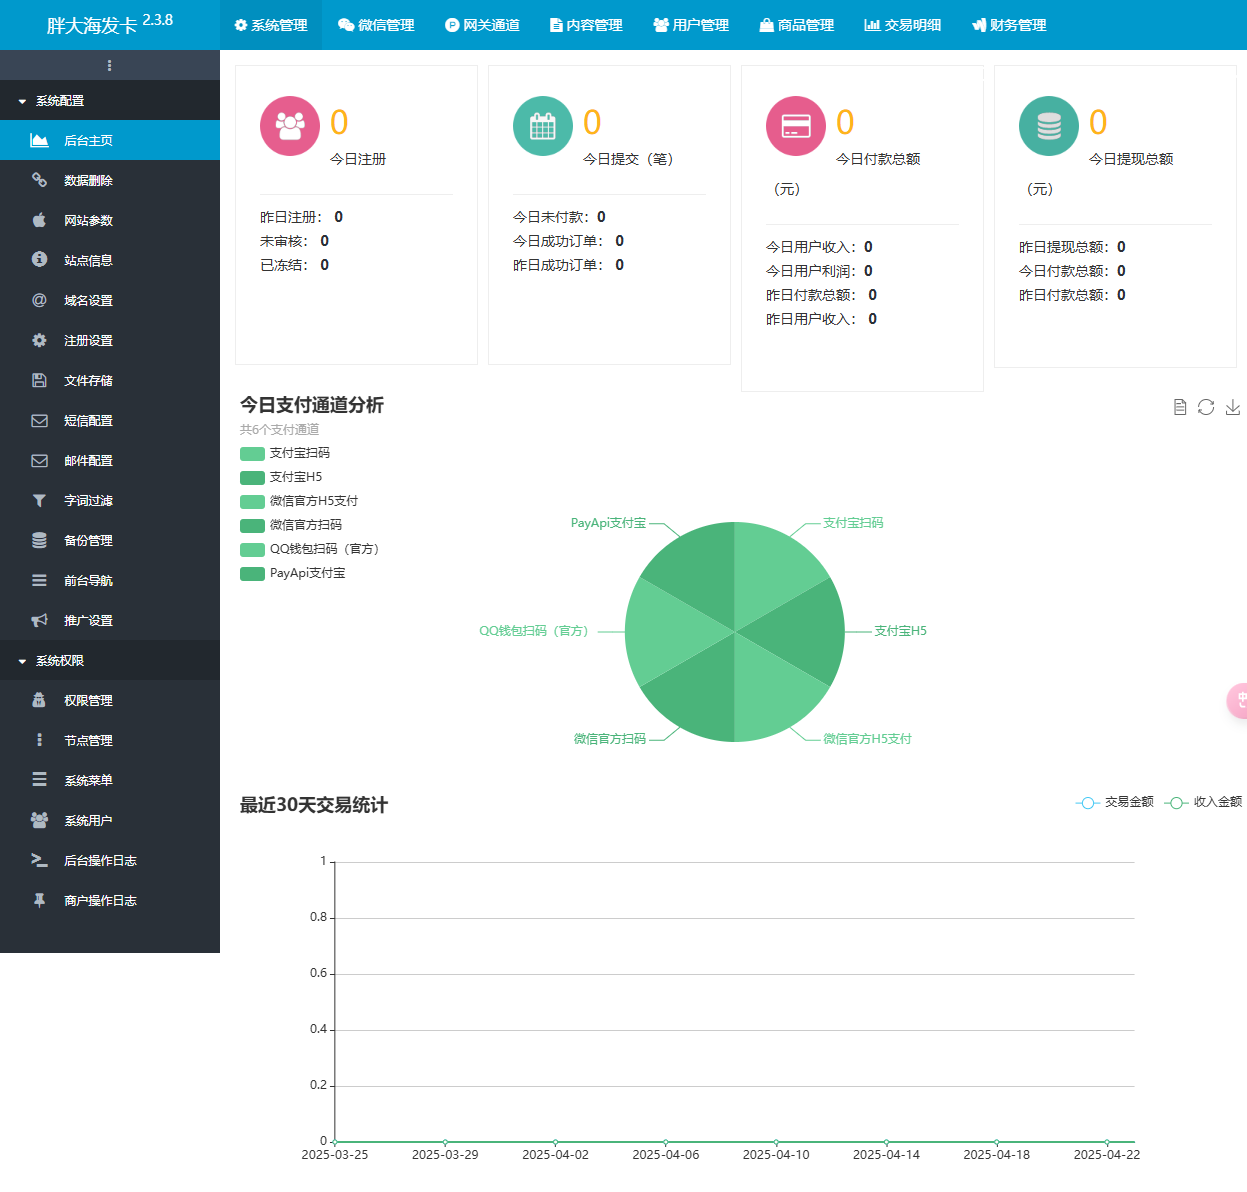 胖大海发卡 2.3.8
系统管理 微信管理 网关通道 内容管理 用户管理 商品管理 交易明细 财务管理
系统配置
后台主页
数据删除
网站参数
站点信息
域名设置
注册设置
文件存储
短信配置
邮件配置
字词过滤
备份管理
前台导航
推广设置
系统权限
权限管理
节点管理
系统菜单
系统用户
后台操作日志
商户操作日志
0
今日注册
昨日注册： 0
未审核： 0
已冻结： 0
0
今日提交（笔）
今日未付款：0
今日成功订单： 0
昨日成功订单： 0
0
今日付款总额
（元）
今日用户收入：0
今日用户利润：0
昨日付款总额： 0
昨日用户收入： 0
0
今日提现总额
（元）
昨日提现总额：0
今日付款总额：0
昨日付款总额：0
今日支付通道分析
共6个支付通道
支付宝扫码
支付宝H5
微信官方H5支付
微信官方扫码
QQ钱包扫码（官方）
PayApi支付宝
PayApi支付宝 支付宝扫码
QQ钱包扫码（官方） 支付宝H5
微信官方扫码 微信官方H5支付
最近30天交易统计
交易金额 收入金额
1
0.8
0.6
0.4
0.2
0
2025-03-25 2025-03-29 2025-04-02 2025-04-06 2025-04-10 2025-04-14 2025-04-18 2025-04-22